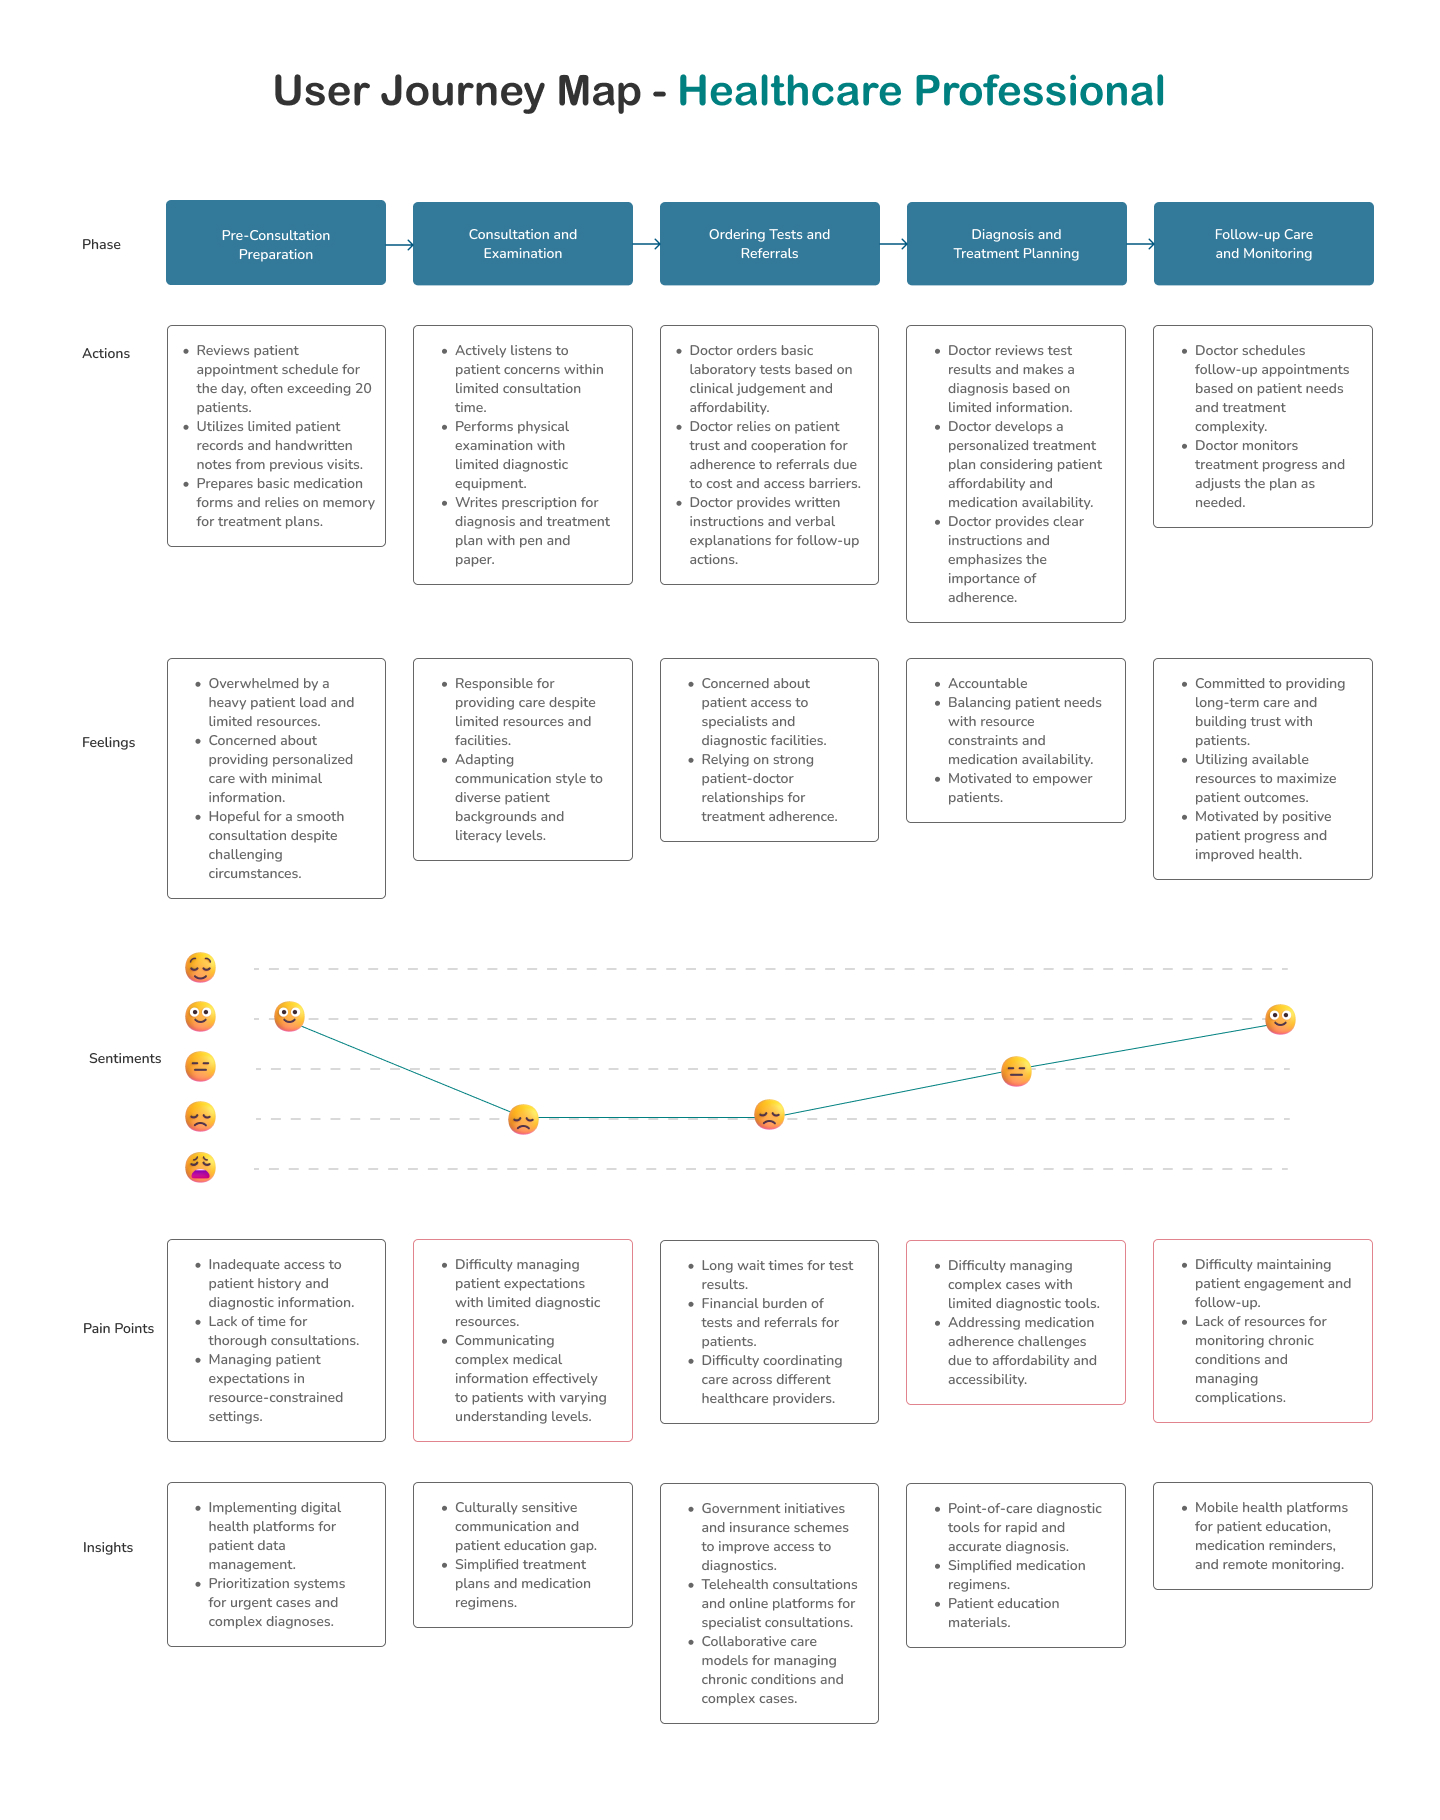 User Journey Map - Healthcare Professional
Phase
Pre-Consultation
Preparation
Consultation and
Examination
Ordering Tests and
Referrals
Diagnosis and
Treatment Planning
Follow-up Care
and Monitoring
Actions
• Reviews patient
appointment schedule for
the day, often exceeding 20
patients.
• Utilizes limited patient
records and handwritten
notes from previous visits.
• Prepares basic medication
forms and relies on memory
for treatment plans.
• Actively listens to
patient concerns within
limited consultation
time.
• Performs physical
examination with
limited diagnostic
equipment.
• Writes prescription for
diagnosis and treatment
plan with pen and
paper.
• Doctor orders basic
laboratory tests based on
clinical judgement and
affordability.
• Doctor relies on patient
trust and cooperation for
adherence to referrals due
to cost and access barriers.
• Doctor provides written
instructions and verbal
explanations for follow-up
actions.
• Doctor reviews test
results and makes a
diagnosis based on
limited information.
• Doctor develops a
personalized treatment
plan considering patient
affordability and
medication availability.
• Doctor provides clear
instructions and
emphasizes the
importance of
adherence.
• Doctor schedules
follow-up appointments
based on patient needs
and treatment
complexity.
• Doctor monitors
treatment progress and
adjusts the plan as
needed.
Feelings
• Overwhelmed by a
heavy patient load and
limited resources.
• Concerned about
providing personalized
care with minimal
information.
• Hopeful for a smooth
consultation despite
challenging
circumstances.
• Responsible for
providing care despite
limited resources and
facilities.
• Adapting
communication style to
diverse patient
backgrounds and
literacy levels.
• Concerned about
patient access to
specialists and
diagnostic facilities.
• Relying on strong
patient-doctor
relationships for
treatment adherence.
• Accountable
• Balancing patient needs
with resource
constraints and
medication availability.
• Motivated to empower
patients.
• Committed to providing
long-term care and
building trust with
patients.
• Utilizing available
resources to maximize
patient outcomes.
• Motivated by positive
patient progress and
improved health.
Sentiments
Pain Points
• Inadequate access to
patient history and
diagnostic information.
• Lack of time for
thorough consultations.
• Managing patient
expectations in
resource-constrained
settings.
• Difficulty managing
patient expectations
with limited diagnostic
resources.
• Communicating
complex medical
information effectively
to patients with varying
understanding levels.
• Long wait times for test
results.
• Financial burden of
tests and referrals for
patients.
• Difficulty coordinating
care across different
healthcare providers.
• Difficulty managing
complex cases with
limited diagnostic tools.
• Addressing medication
adherence challenges
due to affordability and
accessibility.
• Difficulty maintaining
patient engagement and
follow-up.
• Lack of resources for
monitoring chronic
conditions and
managing
complications.
Insights
• Implementing digital
health platforms for
patient data
management.
• Prioritization systems
for urgent cases and
complex diagnoses.
• Culturally sensitive
communication and
patient education gap.
• Simplified treatment
plans and medication
regimens.
• Government initiatives
and insurance schemes
to improve access to
diagnostics.
• Telehealth consultations
and online platforms for
specialist consultations.
• Collaborative care
models for managing
chronic conditions and
complex cases.
• Point-of-care diagnostic
tools for rapid and
accurate diagnosis.
• Simplified medication
regimens.
• Patient education
materials.
• Mobile health platforms
for patient education,
medication reminders,
and remote monitoring.